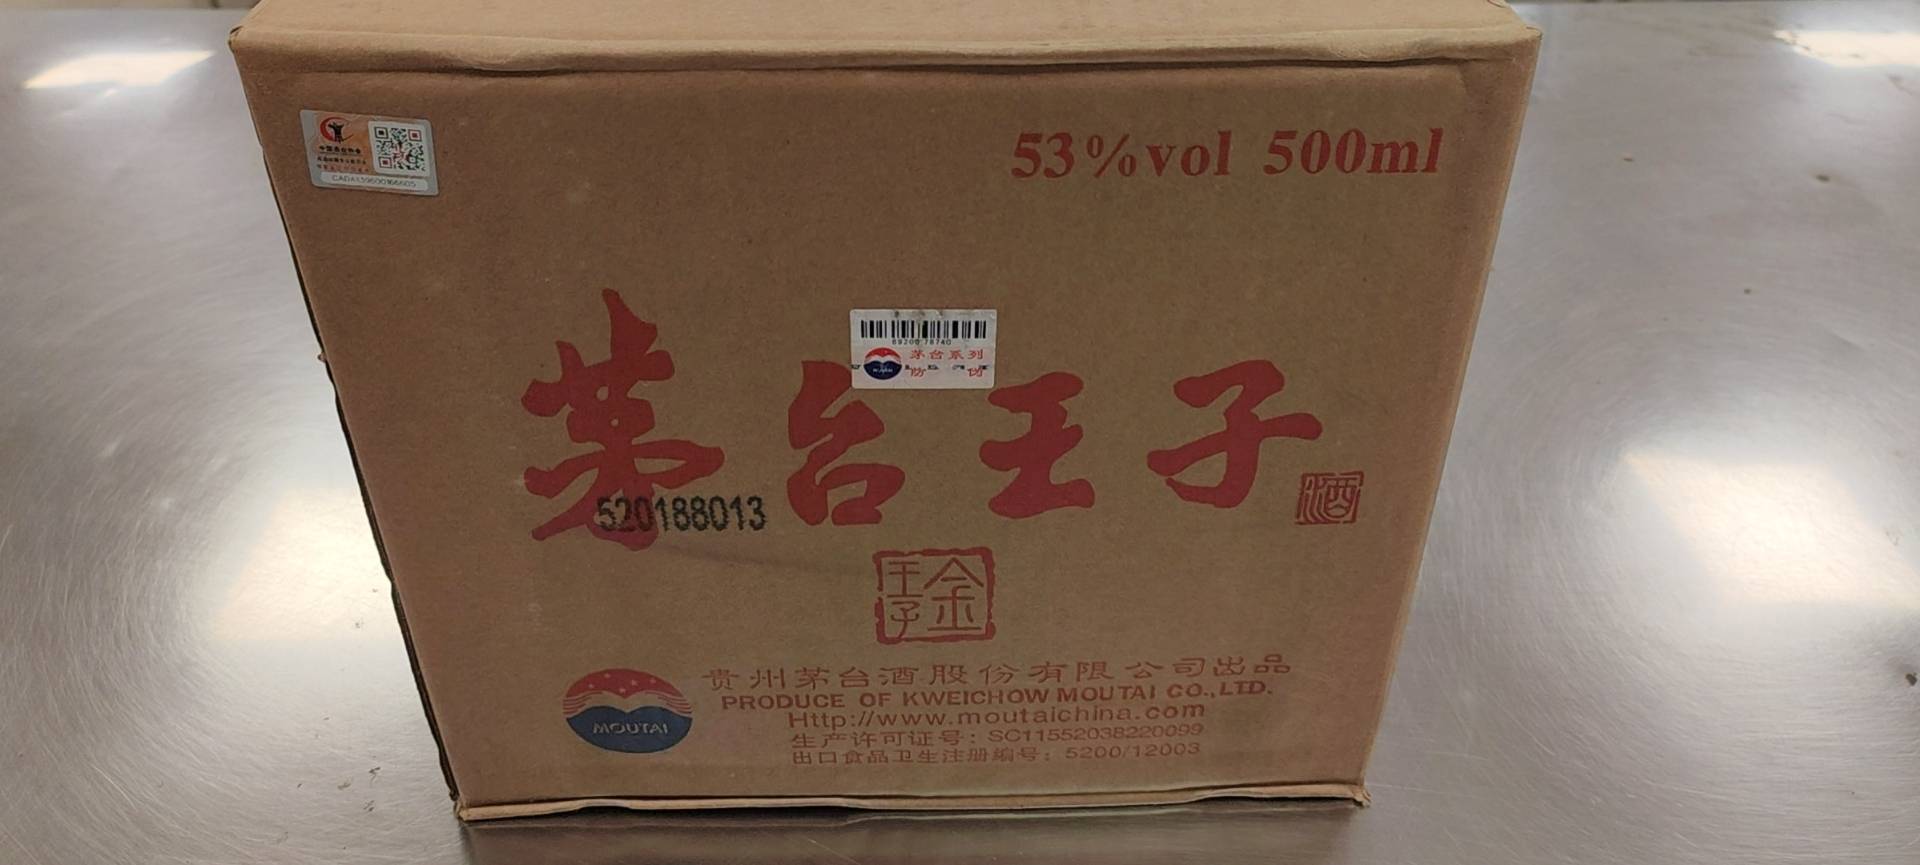 53%vol 500ml
CADA1139600166605
茅台系列
防 伪
茅台王子
酒
520188013
金王子
贵州茅台酒股份有限公司出品
PRODUCE OF KWEICHOW MOUTAI CO.,LTD.
Http://www.moutaichina.com
生产许可证号：SC11552038220099
出口食品卫生注册编号：5200/12003
MOUTAI